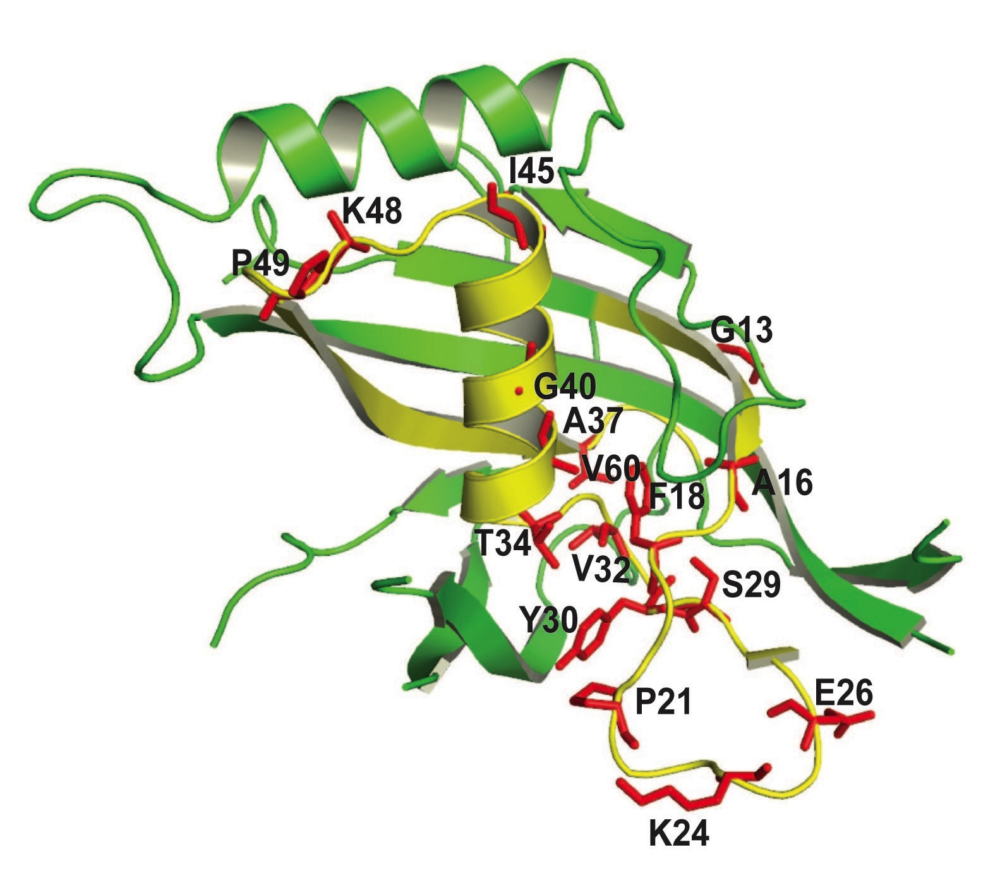 I45
K48
P49
G13
G40
A37
V60
A16
F18
T34
V32
S29
Y30
E26
P21
K24